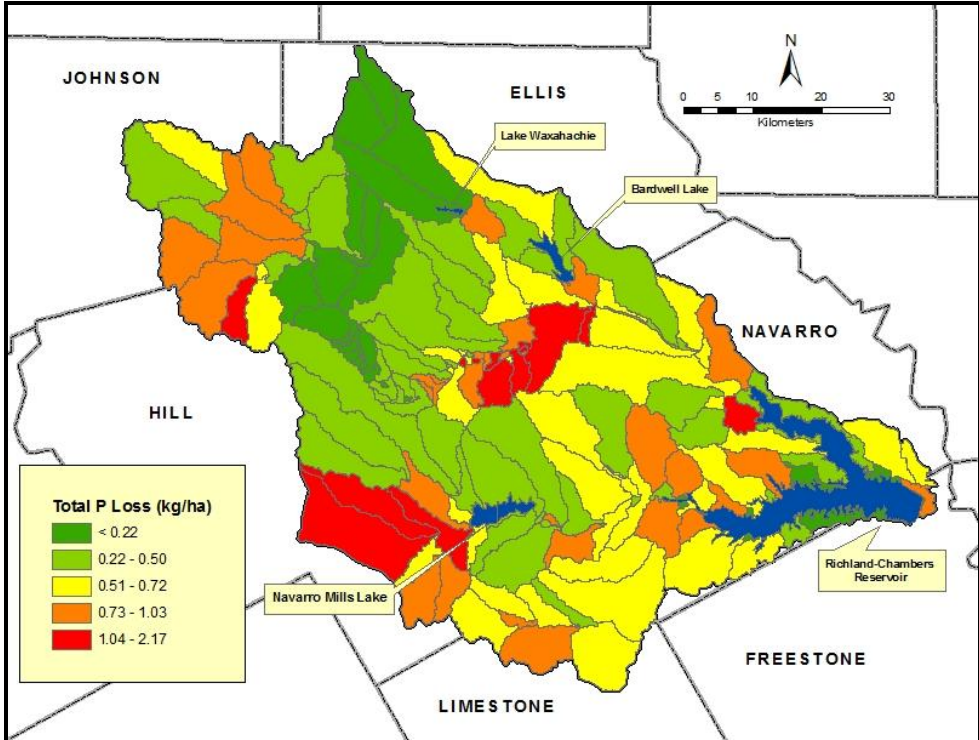 JOHNSON
ELLIS
N
0 5 10 20 30
Kilometers
Lake Waxahachie
Bardwell Lake
NAVARRO
HILL
Total P Loss (kg/ha)
< 0.22
0.22 - 0.50
0.51 - 0.72
0.73 - 1.03
1.04 - 2.17
Navarro Mills Lake
Richland-Chambers
Reservoir
FREESTONE
LIMESTONE